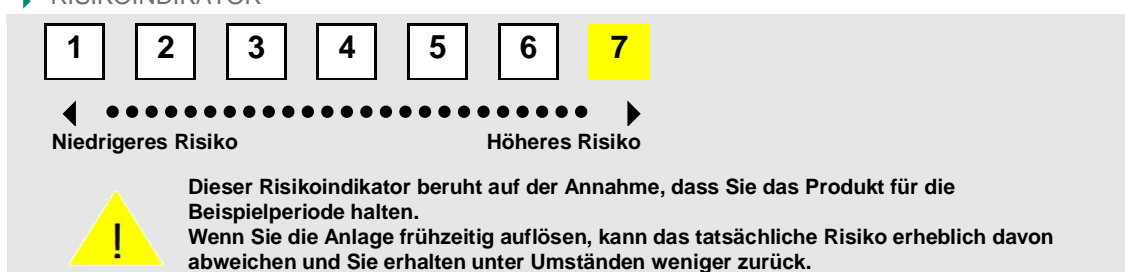 RISIKOINDIKATOR
1 2 3 4 5 6 7
Niedrigeres Risiko Höheres Risiko
Dieser Risikoindikator beruht auf der Annahme, dass Sie das Produkt für die
Beispielperiode halten.
! Wenn Sie die Anlage frühzeitig auflösen, kann das tatsächliche Risiko erheblich davon
abweichen und Sie erhalten unter Umständen weniger zurück.